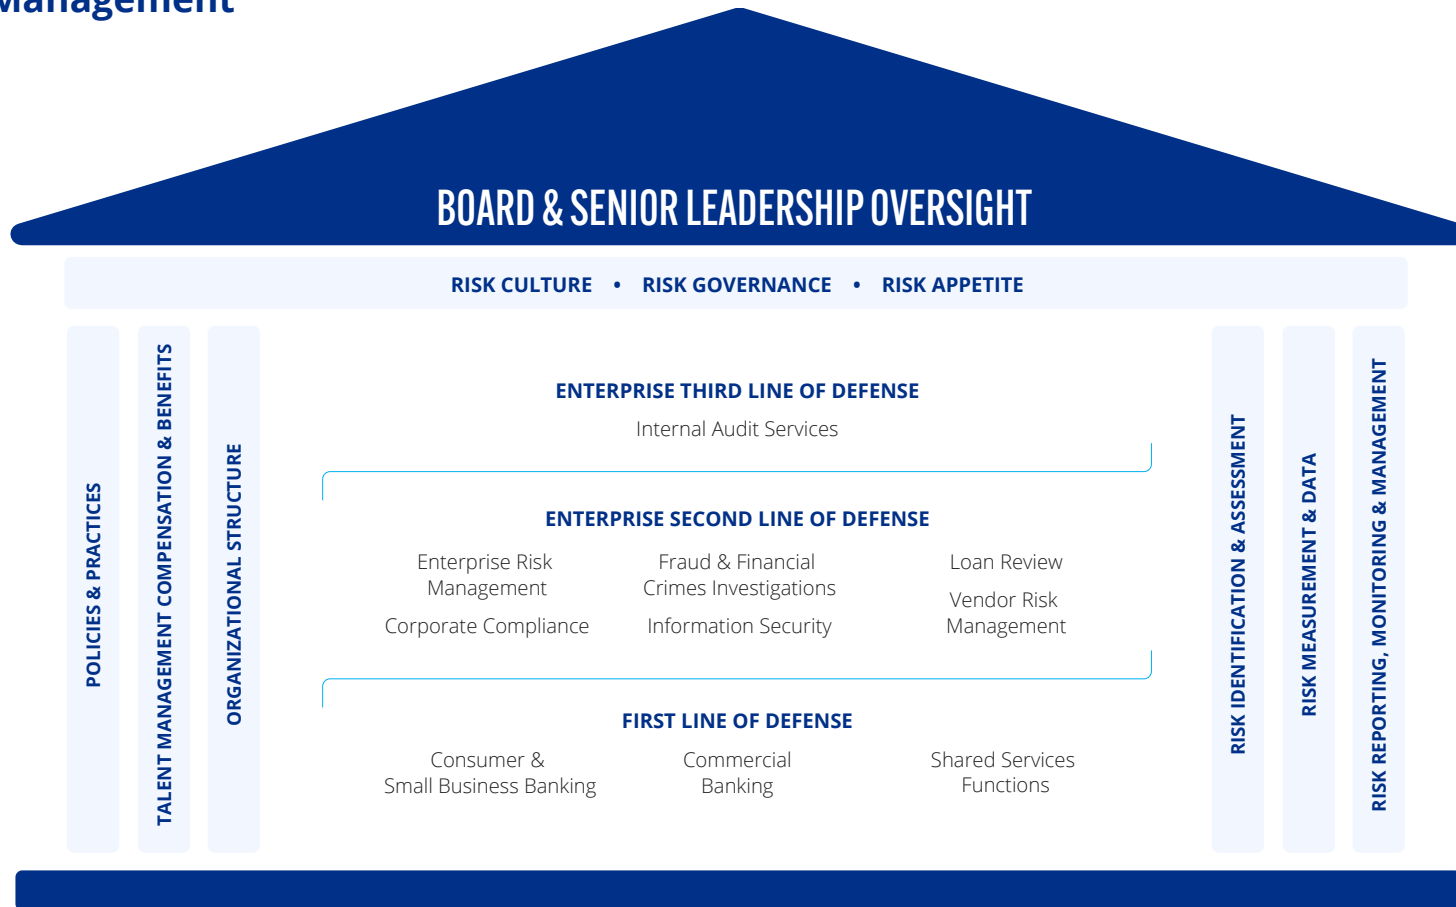 Management
BOARD & SENIOR LEADERSHIP OVERSIGHT
RISK CULTURE • RISK GOVERNANCE • RISK APPETITE
POLICIES & PRACTICES
TALENT MANAGEMENT COMPENSATION & BENEFITS
ORGANIZATIONAL STRUCTURE
ENTERPRISE THIRD LINE OF DEFENSE
Internal Audit Services
ENTERPRISE SECOND LINE OF DEFENSE
Enterprise Risk
Management
Corporate Compliance
Fraud & Financial
Crimes Investigations
Information Security
Loan Review
Vendor Risk
Management
FIRST LINE OF DEFENSE
Consumer &
Small Business Banking
Commercial
Banking
Shared Services
Functions
RISK IDENTIFICATION & ASSESSMENT
RISK MEASUREMENT & DATA
RISK REPORTING, MONITORING & MANAGEMENT